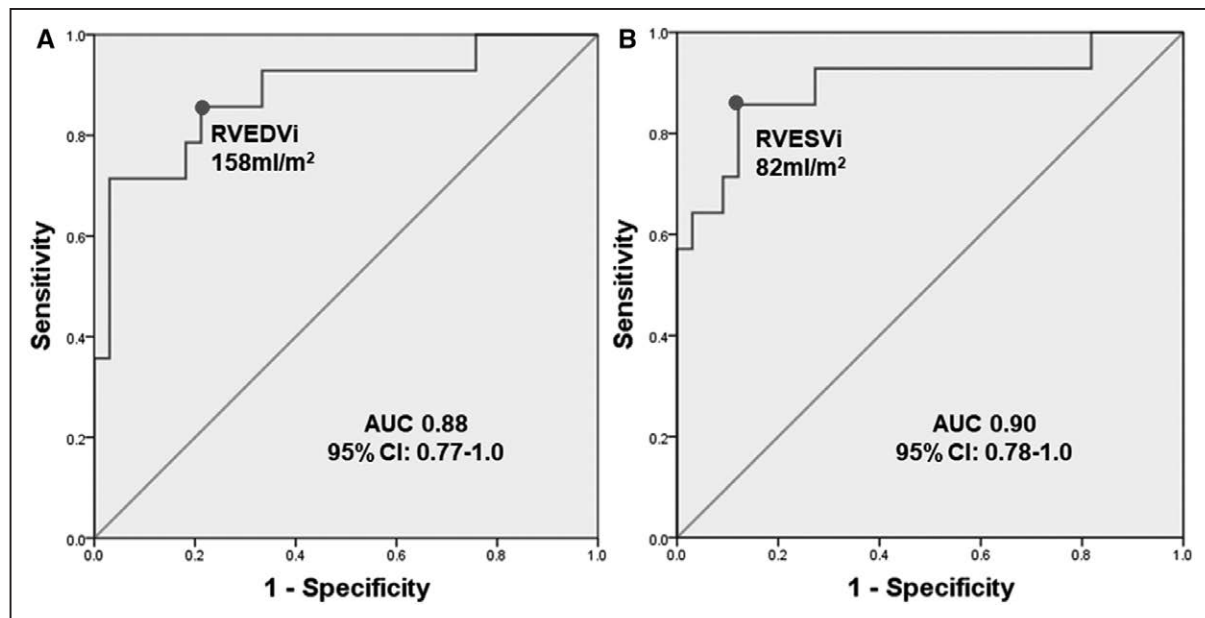 A
1.0
0.8
0.6
0.4
0.2
0.0
Sensitivity
RVEDVi
158ml/m²
AUC 0.88
95% CI: 0.77-1.0
0.0 0.2 0.4 0.6 0.8 1.0
1 - Specificity
B
1.0
0.8
0.6
0.4
0.2
0.0
Sensitivity
RVESVi
82ml/m²
AUC 0.90
95% CI: 0.78-1.0
0.0 0.2 0.4 0.6 0.8 1.0
1 - Specificity